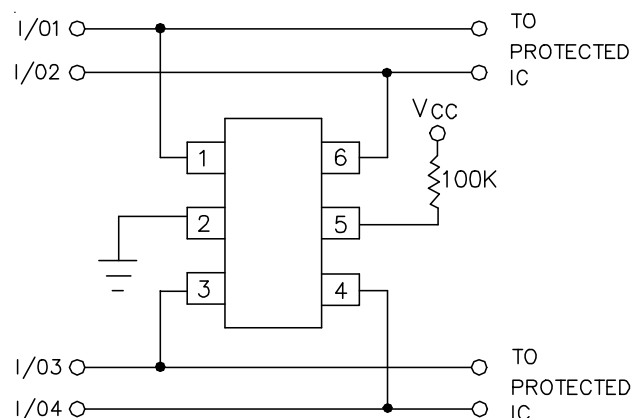 I/01
TO
PROTECTED
I/02
IC
VCC
1
6
100K
2
5
3
4
I/03
TO
PROTECTED
I/04
IC